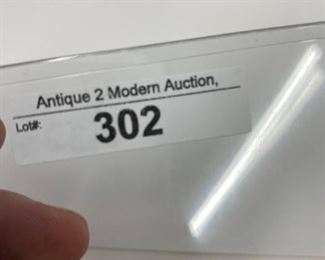 Antique 2 Modern Auction,
Lot#: 302